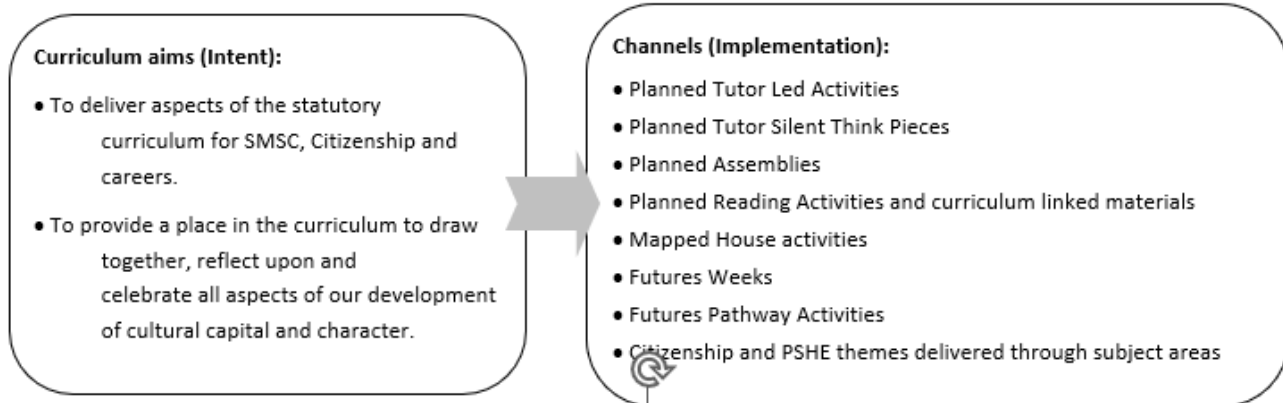 Curriculum aims (Intent):
• To deliver aspects of the statutory
curriculum for SMSC, Citizenship and
careers.
• To provide a place in the curriculum to draw
together, reflect upon and
celebrate all aspects of our development
of cultural capital and character.
Channels (Implementation):
• Planned Tutor Led Activities
• Planned Tutor Silent Think Pieces
• Planned Assemblies
• Planned Reading Activities and curriculum linked materials
• Mapped House activities
• Futures Weeks
• Futures Pathway Activities
• Citizenship and PSHE themes delivered through subject areas